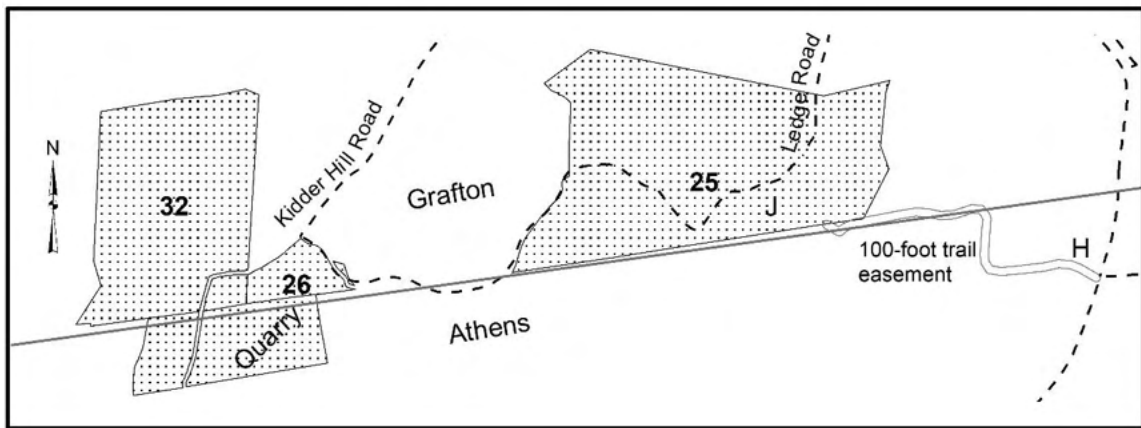 Ledge Road
Kidder Hill Road
N
25
32
Grafton
J
H
100-foot trail
easement
26
Quarry
Athens